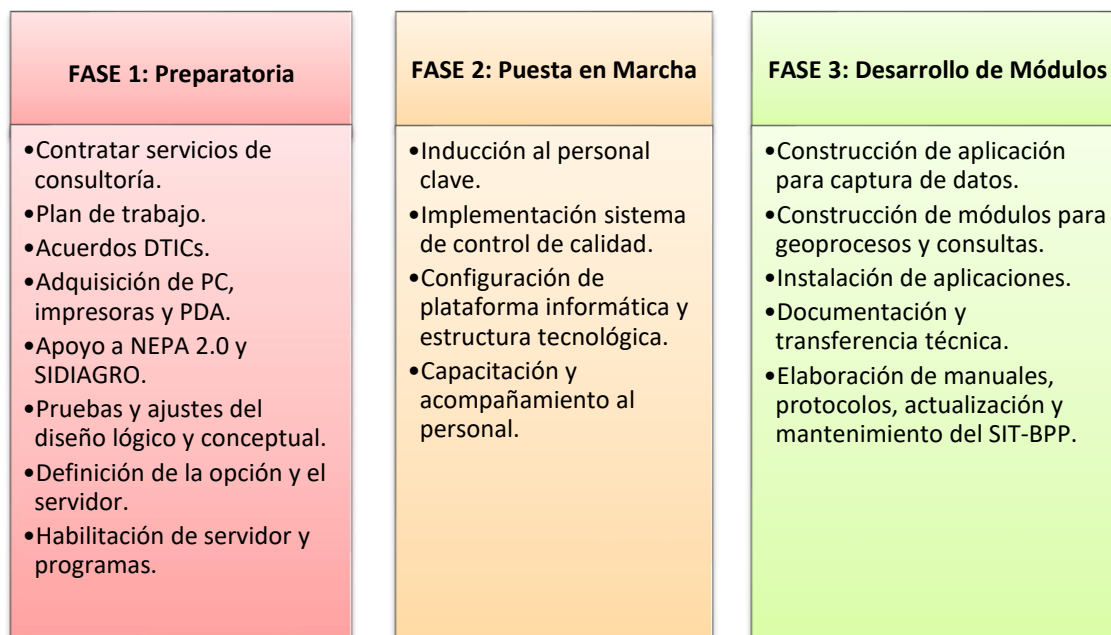 FASE 1: Preparatoria
•Contratar servicios de
consultoría.
•Plan de trabajo.
•Acuerdos DTICs.
•Adquisición de PC,
impresoras y PDA.
•Apoyo a NEPA 2.0 y
SIDIAGRO.
•Pruebas y ajustes del
diseño lógico y conceptual.
•Definición de la opción y el
servidor.
•Habilitación de servidor y
programas.
FASE 2: Puesta en Marcha
•Inducción al personal
clave.
•Implementación sistema
de control de calidad.
•Configuración de
plataforma informática y
estructura tecnológica.
•Capacitación y
acompañamiento al
personal.
FASE 3: Desarrollo de Módulos
•Construcción de aplicación
para captura de datos.
•Construcción de módulos para
geoprocesos y consultas.
•Instalación de aplicaciones.
•Documentación y
transferencia técnica.
•Elaboración de manuales,
protocolos, actualización y
mantenimiento del SIT-BPP.